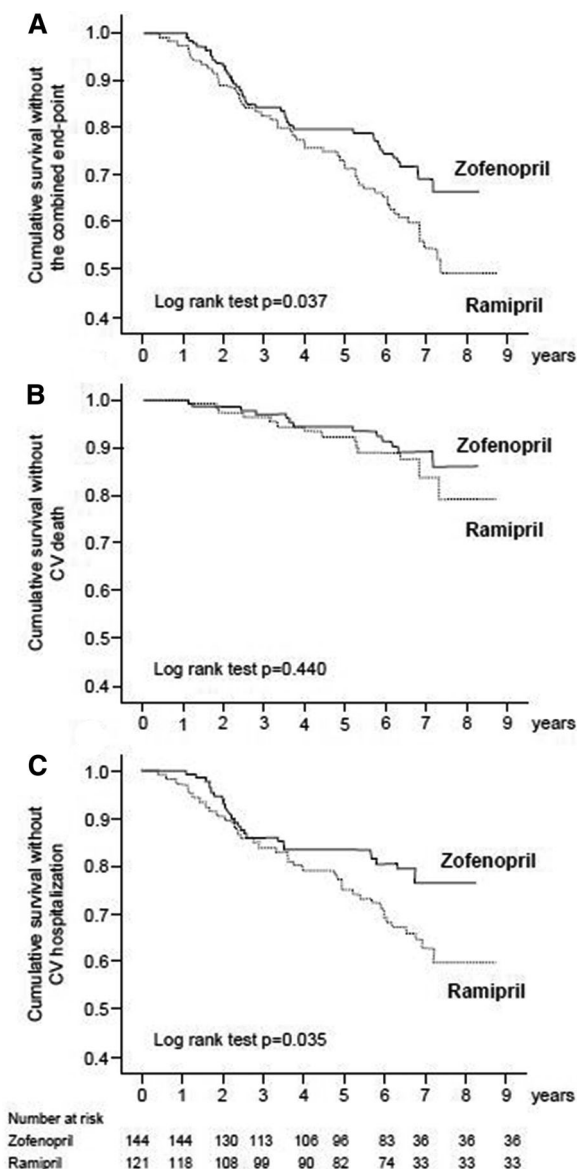 A
Cumulative survival without
the combined end-point
1.0
0.9
0.8
0.7
0.6
0.5
0.4
Zofenopril
Ramipril
Log rank test p=0.037
0 1 2 3 4 5 6 7 8 9 years
B
Cumulative survival without
CV death
1.0
0.9
0.8
0.7
0.6
0.5
0.4
Zofenopril
Ramipril
Log rank test p=0.440
0 1 2 3 4 5 6 7 8 9 years
C
Cumulative survival without
CV hospitalization
1.0
0.9
0.8
0.7
0.6
0.5
0.4
Zofenopril
Ramipril
Log rank test p=0.035
0 1 2 3 4 5 6 7 8 9 years
Number at risk
Zofenopril 144 144 130 113 106 96 83 36 36 36
Ramipril 121 118 108 99 90 82 74 33 33 33